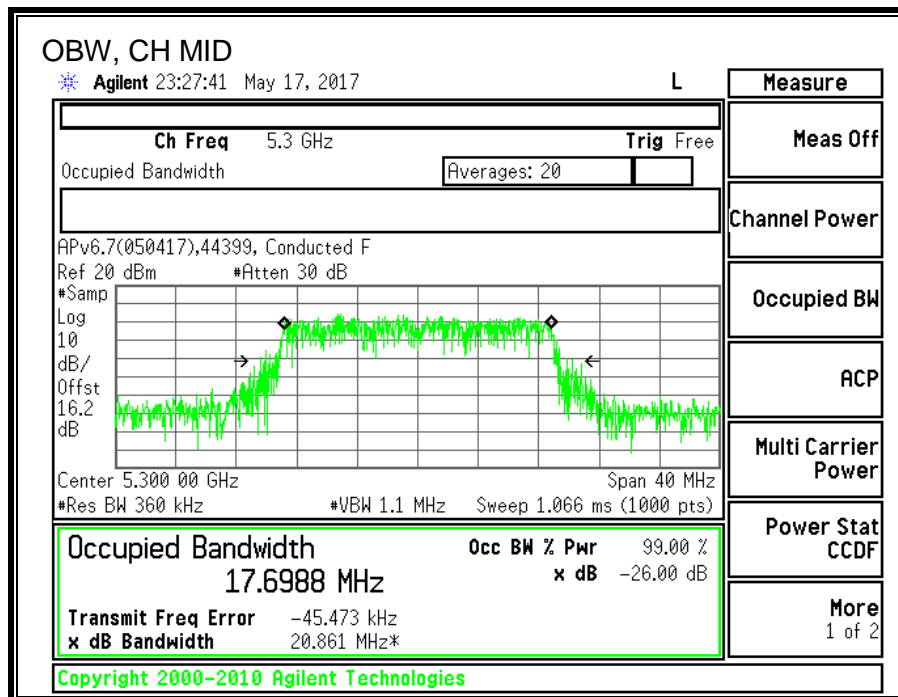 OBW, CH MID
Agilent 23:27:41 May 17, 2017 L
Measure
Ch Freq 5.3 GHz Trig Free
Meas Off
Occupied Bandwidth Averages: 20
Channel Power
APv6.7(050417),44399, Conducted F
Ref 20 dBm #Atten 30 dB
#Samp
Log
10
dB/
Offst
16.2
dB
Occupied BW
ACP
Center 5.300 00 GHz Span 40 MHz
#Res BW 360 kHz #VBW 1.1 MHz Sweep 1.066 ms (1000 pts)
Multi Carrier
Power
Occupied Bandwidth Occ BW % Pwr 99.00 %
17.6988 MHz x dB -26.00 dB
Power Stat
CCDF
Transmit Freq Error -45.473 kHz
x dB Bandwidth 20.861 MHz*
More
1 of 2
Copyright 2000-2010 Agilent Technologies